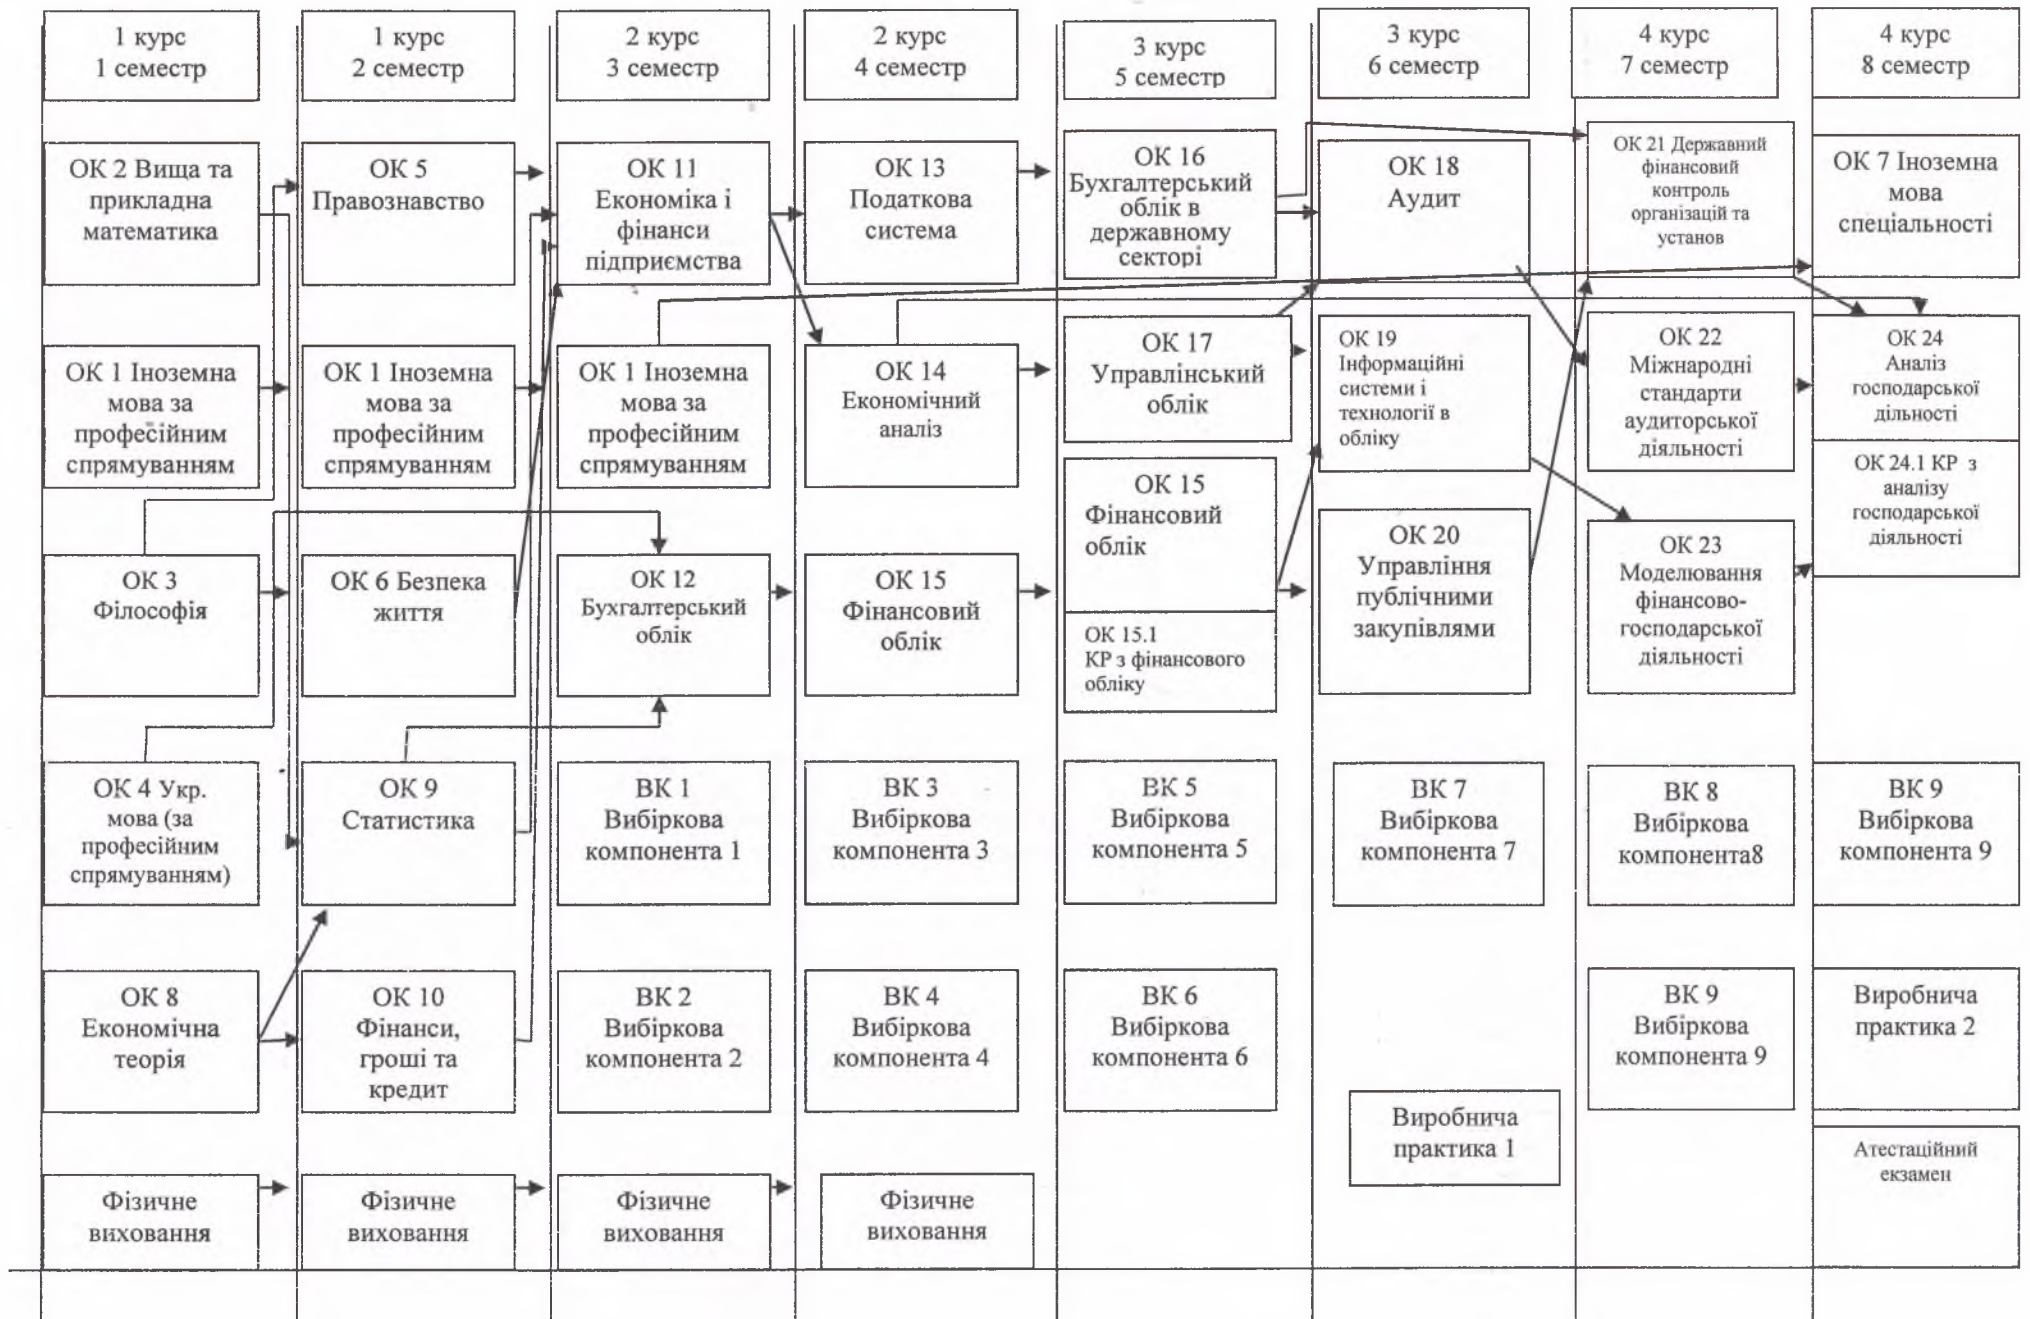 1 курс
1 семестр
1 курс
2 семестр
2 курс
3 семестр
2 курс
4 семестр
3 курс
5 семестр
3 курс
6 семестр
4 курс
7 семестр
4 курс
8 семестр
ОК 2 Вища та
прикладна
математика
ОК 5
Правознавство
ОК 11
Економіка і
фінанси
підприємства
ОК 13
Податкова
система
ОК 16
Бухгалтерський
облік в
державному
секторі
ОК 18
Аудит
ОК 21 Державний
фінансовий
контроль
організацій та
установ
ОК 7 Іноземна
мова
спеціальності
ОК 1 Іноземна
мова за
професійним
спрямуванням
ОК 1 Іноземна
мова за
професійним
спрямуванням
ОК 1 Іноземна
мова за
професійним
спрямуванням
ОК 14
Економічний
аналіз
ОК 17
Управлінський
облік
ОК 19
Інформаційні
системи і
технології в
обліку
ОК 22
Міжнародні
стандарти
аудиторської
діяльності
ОК 24
Аналіз
господарської
дільності
ОК 24.1 КР з
аналізу
господарської
діяльності
ОК 3
Філософія
ОК 6 Безпека
життя
ОК 12
Бухгалтерський
облік
ОК 15
Фінансовий
облік
ОК 15
Фінансовий
облік
ОК 15.1
КР з фінансового
обліку
ОК 20
Управління
публічними
закупівлями
ОК 23
Моделювання
фінансово-
господарської
діяльності
ОК 4 Укр.
мова (за
професійним
спрямуванням)
ОК 9
Статистика
ВК 1
Вибіркова
компонента 1
ВК 3
Вибіркова
компонента 3
ВК 5
Вибіркова
компонента 5
ВК 7
Вибіркова
компонента 7
ВК 8
Вибіркова
компонента8
ВК 9
Вибіркова
компонента 9
ОК 8
Економічна
теорія
ОК 10
Фінанси,
гроші та
кредит
ВК 2
Вибіркова
компонента 2
ВК 4
Вибіркова
компонента 4
ВК 6
Вибіркова
компонента 6
Виробнича
практика 1
ВК 9
Вибіркова
компонента 9
Виробнича
практика 2
Атестаційний
екзамен
Фізичне
виховання
Фізичне
виховання
Фізичне
виховання
Фізичне
виховання